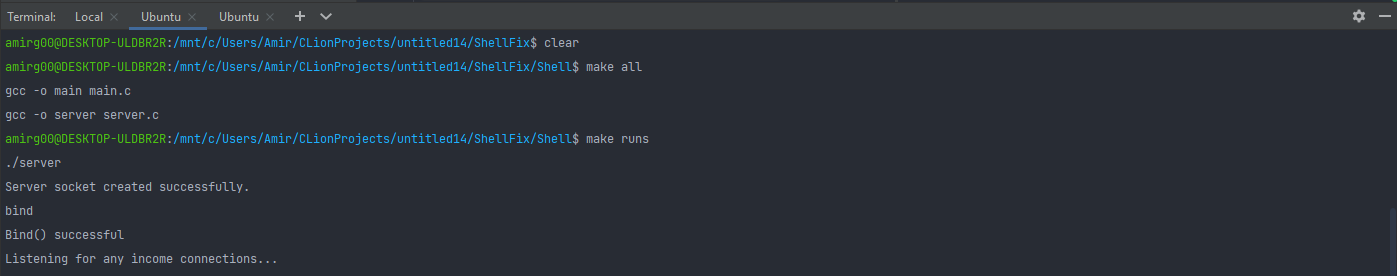 Terminal: Local × Ubuntu × Ubuntu ×
amirg00@DESKTOP-ULDBR2R:/mnt/c/Users/Amir/CLionProjects/untitled14/ShellFix$ clear
amirg00@DESKTOP-ULDBR2R:/mnt/c/Users/Amir/CLionProjects/untitled14/ShellFix/Shell$ make all
gcc -o main main.c
gcc -o server server.c
amirg00@DESKTOP-ULDBR2R:/mnt/c/Users/Amir/CLionProjects/untitled14/ShellFix/Shell$ make runs
./server
Server socket created successfully.
bind
Bind() successful
Listening for any income connections...